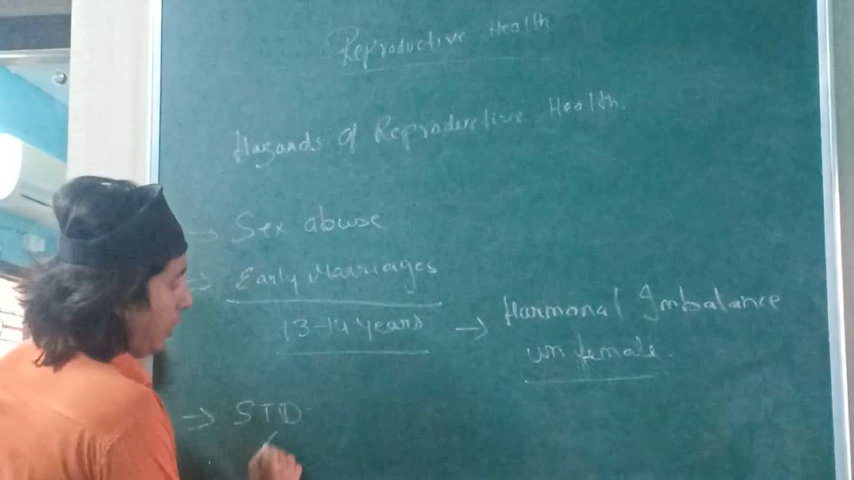 Reproductive Health
Hazards of Reproductive Health.
→ Sex abuse
→ Early Marriages
13-14 years → Harmonal Imbalance
in female.
→ STD